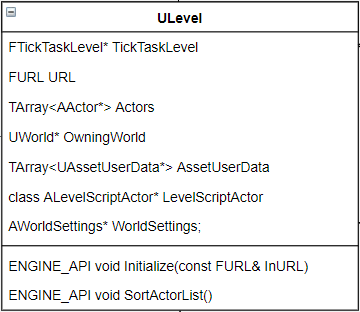 ULevel
FTickTaskLevel* TickTaskLevel
FURL URL
TArray<AActor*> Actors
UWorld* OwningWorld
TArray<UAssetUserData*> AssetUserData
class ALevelScriptActor* LevelScriptActor
AWorldSettings* WorldSettings;
ENGINE_API void Initialize(const FURL& InURL)
ENGINE_API void SortActorList()